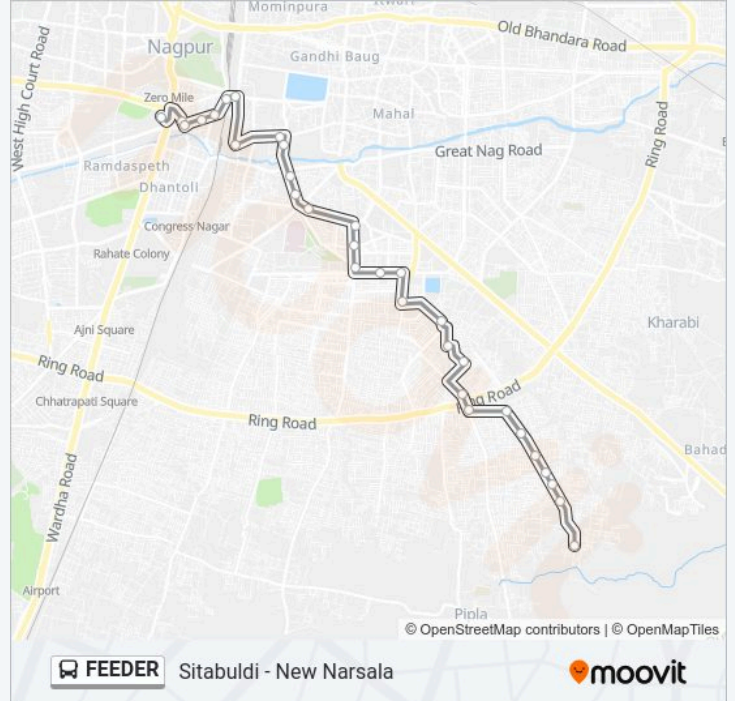 Mominpura
Old Bhandara Road
Nagpur
Gandhi Baug
West High Court Road
Zero Mile
Mahal
Ring Road
Great Nag Road
Ramdaspeth
Dhantoli
Congress Nagar
Rahate Colony
Kharabi
Ajni Square
Ring Road
Ring Road
Chhatrapati Square
Ring Road
Bahad
Wardha Road
Airport
Pipla
© OpenStreetMap contributors | © OpenMapTiles
FEEDER Sitabuldi - New Narsala
moovit